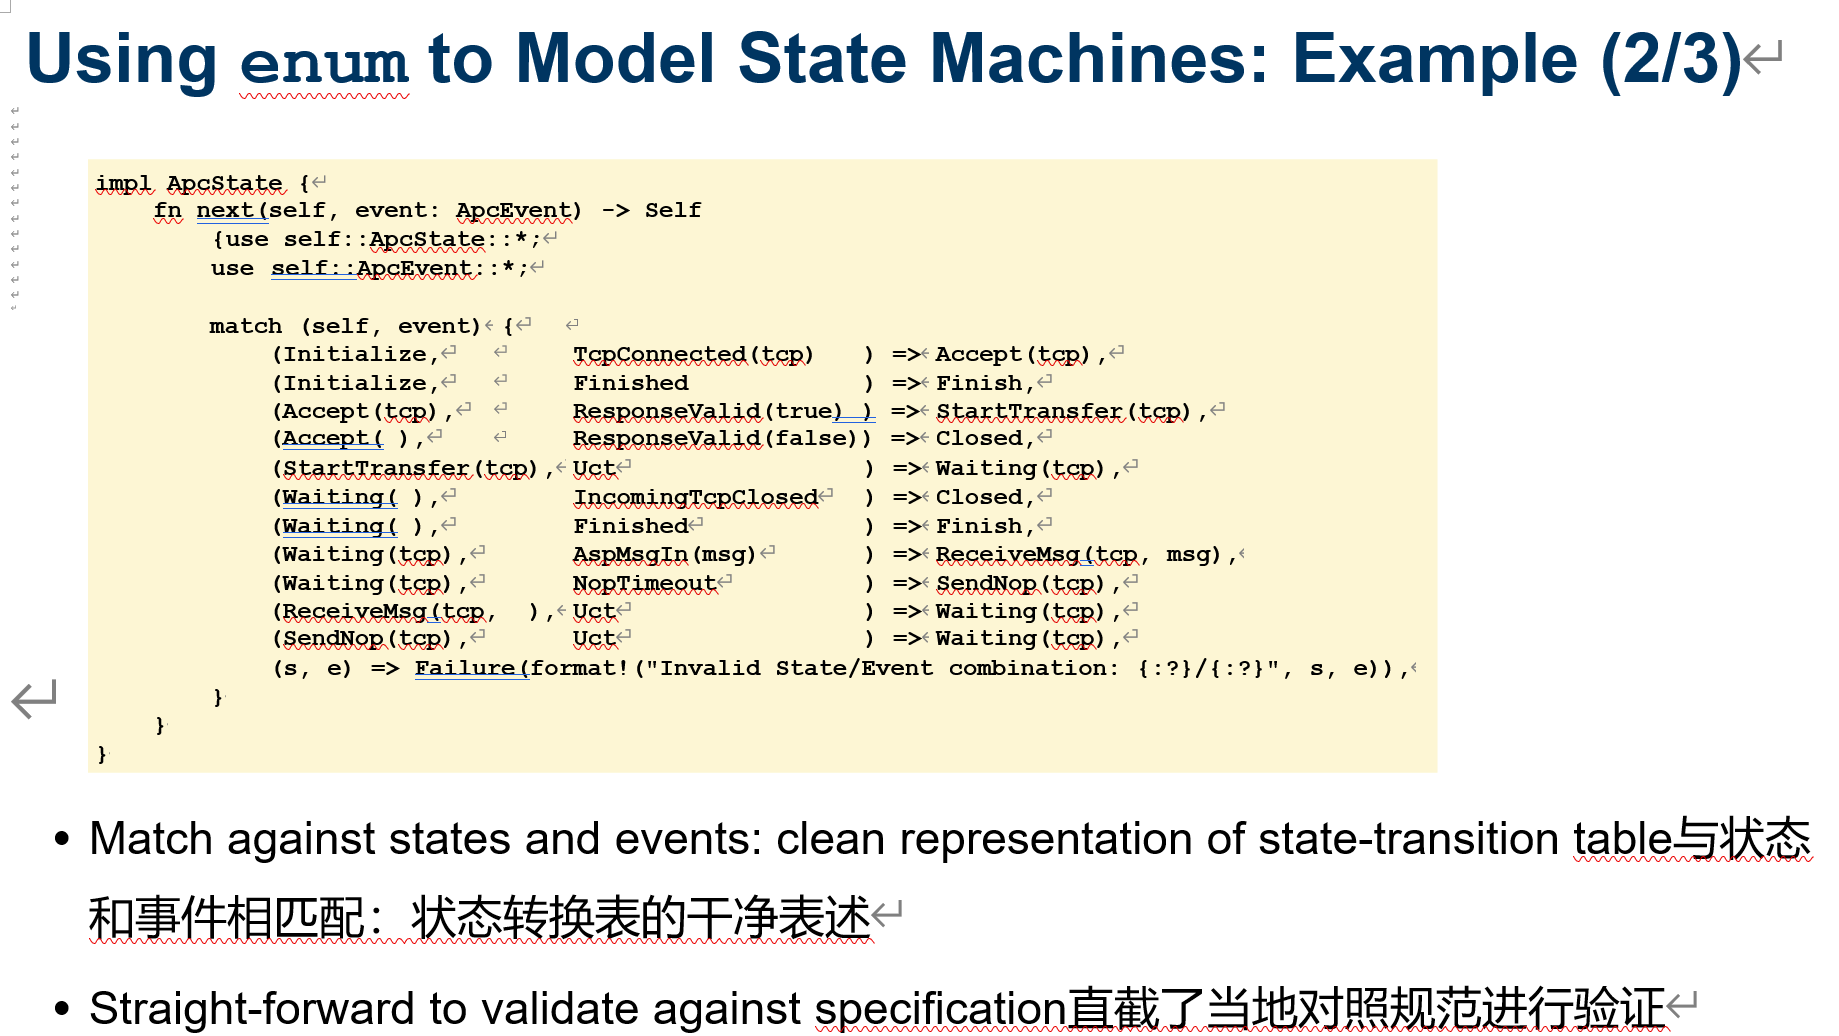 Using enum to Model State Machines: Example (2/3)
impl ApcState {
fn next(self, event: ApcEvent) -> Self
{use self::ApcState::*;
use self::ApcEvent::*;
match (self, event) {
(Initialize, TcpConnected(tcp) ) => Accept(tcp),
(Initialize, Finished ) => Finish,
(Accept(tcp), ResponseValid(true) ) => StartTransfer(tcp),
(Accept( ), ResponseValid(false)) => Closed,
(StartTransfer(tcp), Uct ) => Waiting(tcp),
(Waiting( ), IncomingTcpClosed ) => Closed,
(Waiting( ), Finished ) => Finish,
(Waiting(tcp), AspMsgIn(msg) ) => ReceiveMsg(tcp, msg),
(Waiting(tcp), NopTimeout ) => SendNop(tcp),
(ReceiveMsg(tcp, ), Uct ) => Waiting(tcp),
(SendNop(tcp), Uct ) => Waiting(tcp),
(s, e) => Failure(format!("Invalid State/Event combination: {:?}/{:?}", s, e)),
}
}
}
• Match against states and events: clean representation of state-transition table与状态
和事件相匹配：状态转换表的干净表述
• Straight-forward to validate against specification直截了当地对照规范进行验证